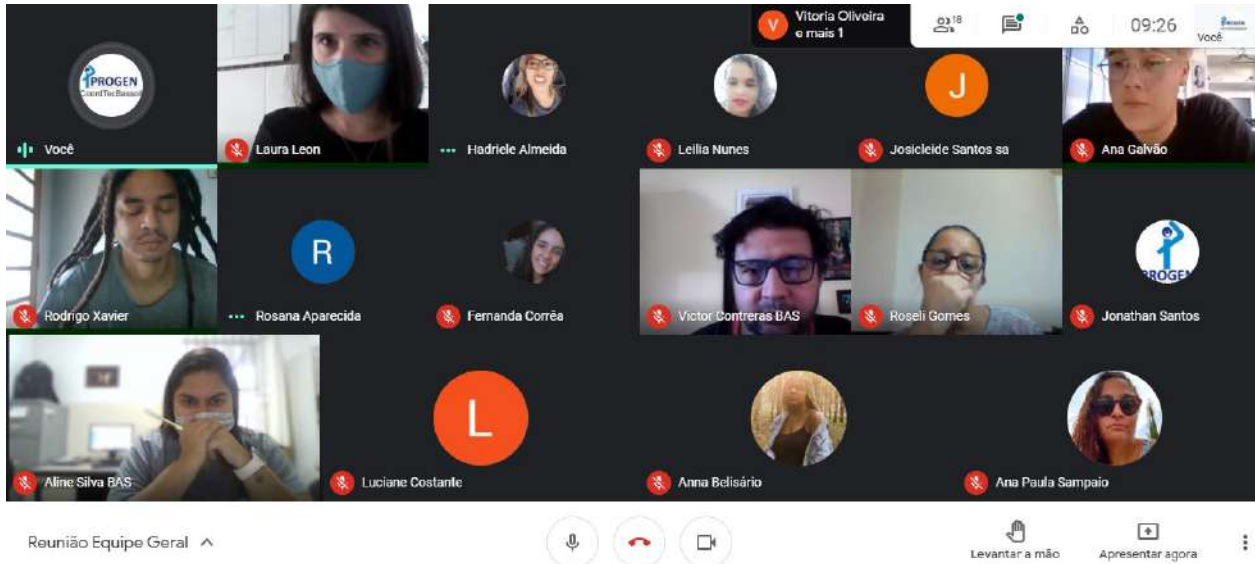 V
Vitoria Oliveira
e mais 1
18
09:26
Você
PROGEN
CoordTecBassoli
Você
Laura Leon
Hadriele Almeida
Leilia Nunes
J
Josicleide Santos sa
Ana Galvão
Rodrigo Xavier
R
Rosana Aparecida
Fernanda Corrêa
Victor Contreras BAS
Roseli Gomes
PROGEN
Jonathan Santos
Aline Silva BAS
L
Luciane Costante
Anna Belisário
Ana Paula Sampaio
Reunião Equipe Geral
Levantar a mão
Apresentar agora